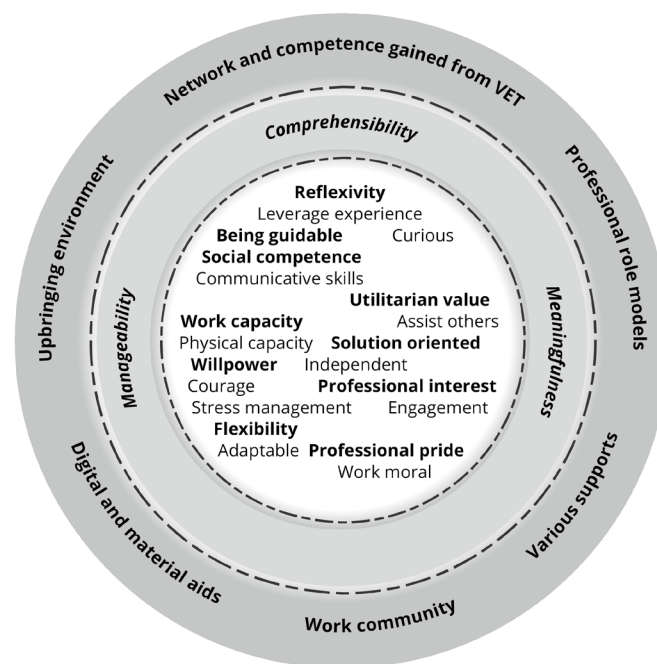 Network and competence gained from VET
Professional role models
Various supports
Work community
Digital and material aids
Upbringing environment
Comprehensibility
Meaningfulness
Manageability
Reflexivity
Leverage experience
Being guidable
Curious
Social competence
Communicative skills
Utilitarian value
Work capacity
Assist others
Physical capacity
Solution oriented
Willpower
Independent
Courage
Professional interest
Stress management
Engagement
Flexibility
Adaptable
Professional pride
Work moral